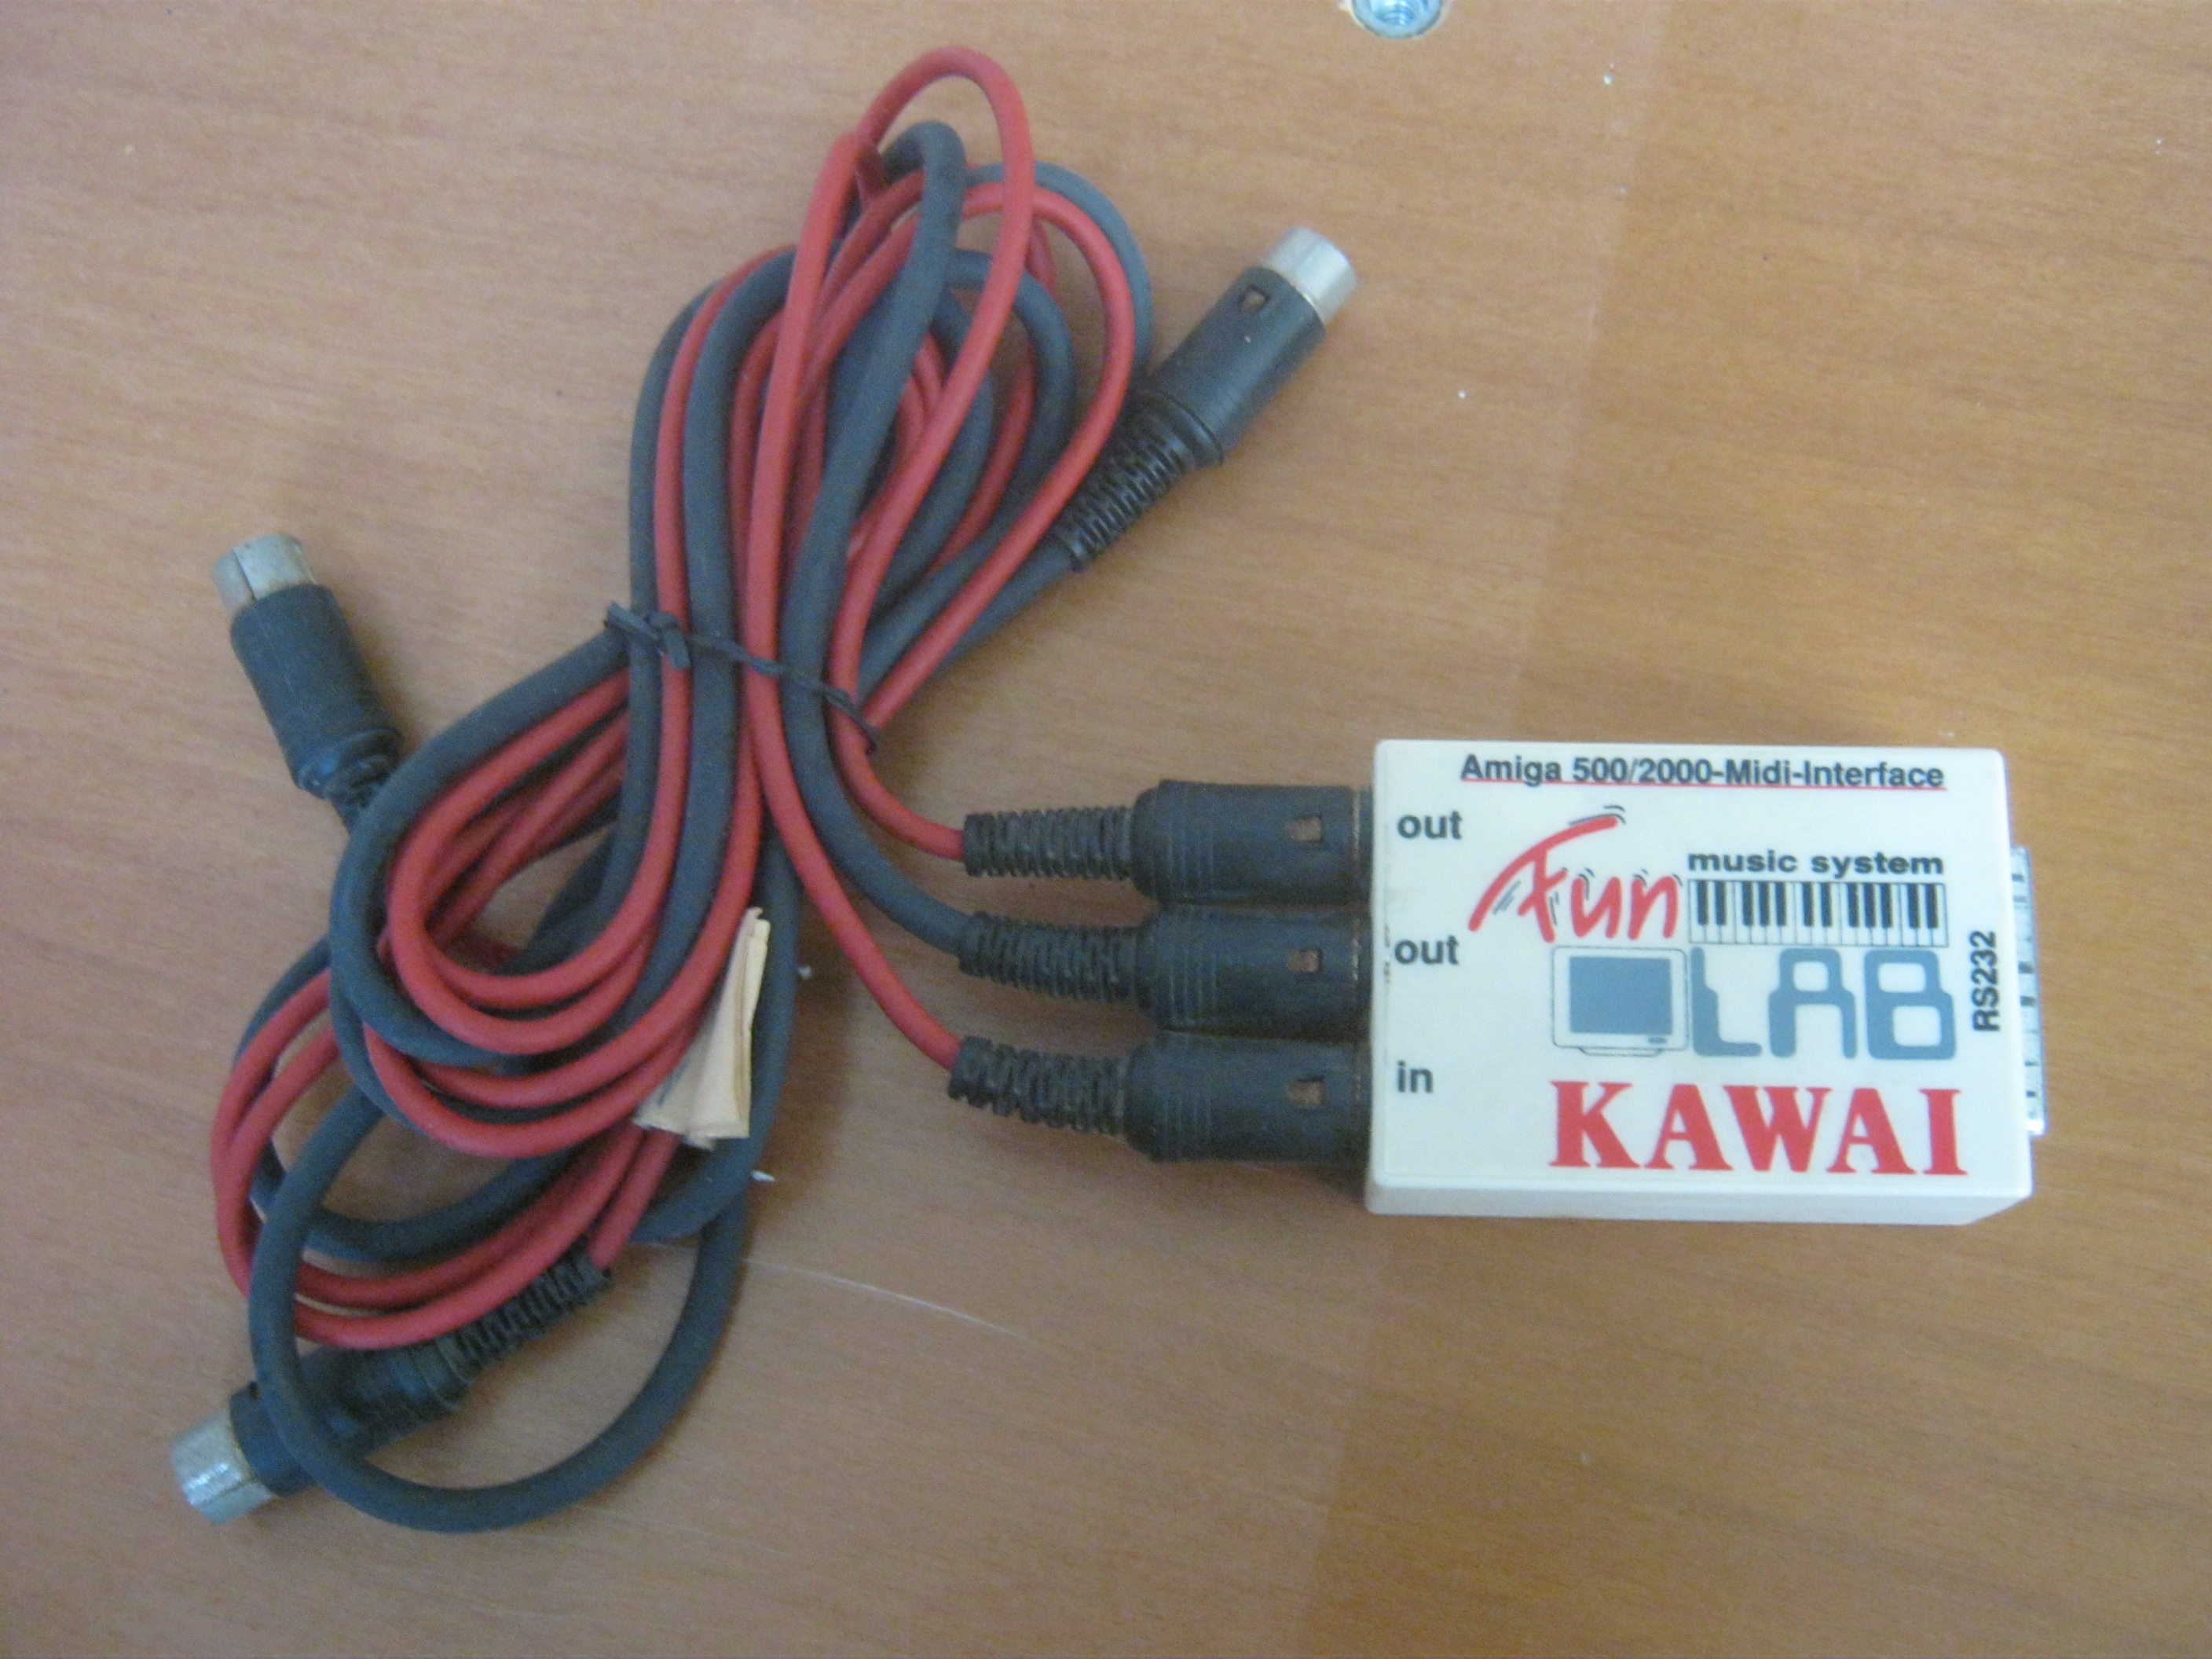 Amiga 500/2000-Midi-Interface
out
music system
Fun
out
LAB
RS232
in
KAWAI